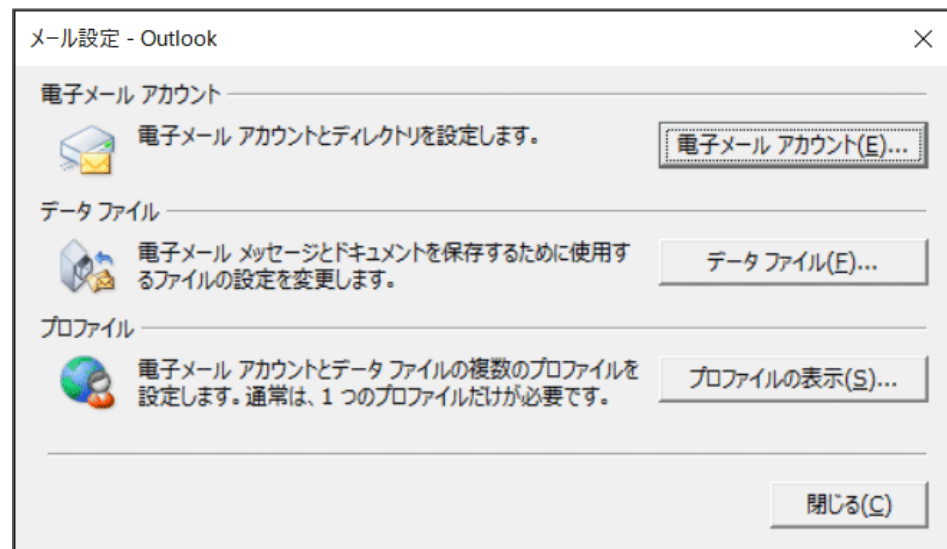 メール設定 - Outlook
電子メール アカウント
電子メール アカウントとディレクトリを設定します。
電子メール アカウント(E)...
データ ファイル
電子メール メッセージとドキュメントを保存するために使用す
るファイルの設定を変更します。
データ ファイル(F)...
プロファイル
電子メール アカウントとデータ ファイルの複数のプロファイルを
設定します。通常は、1 つのプロファイルだけが必要です。
プロファイルの表示(S)...
閉じる(C)